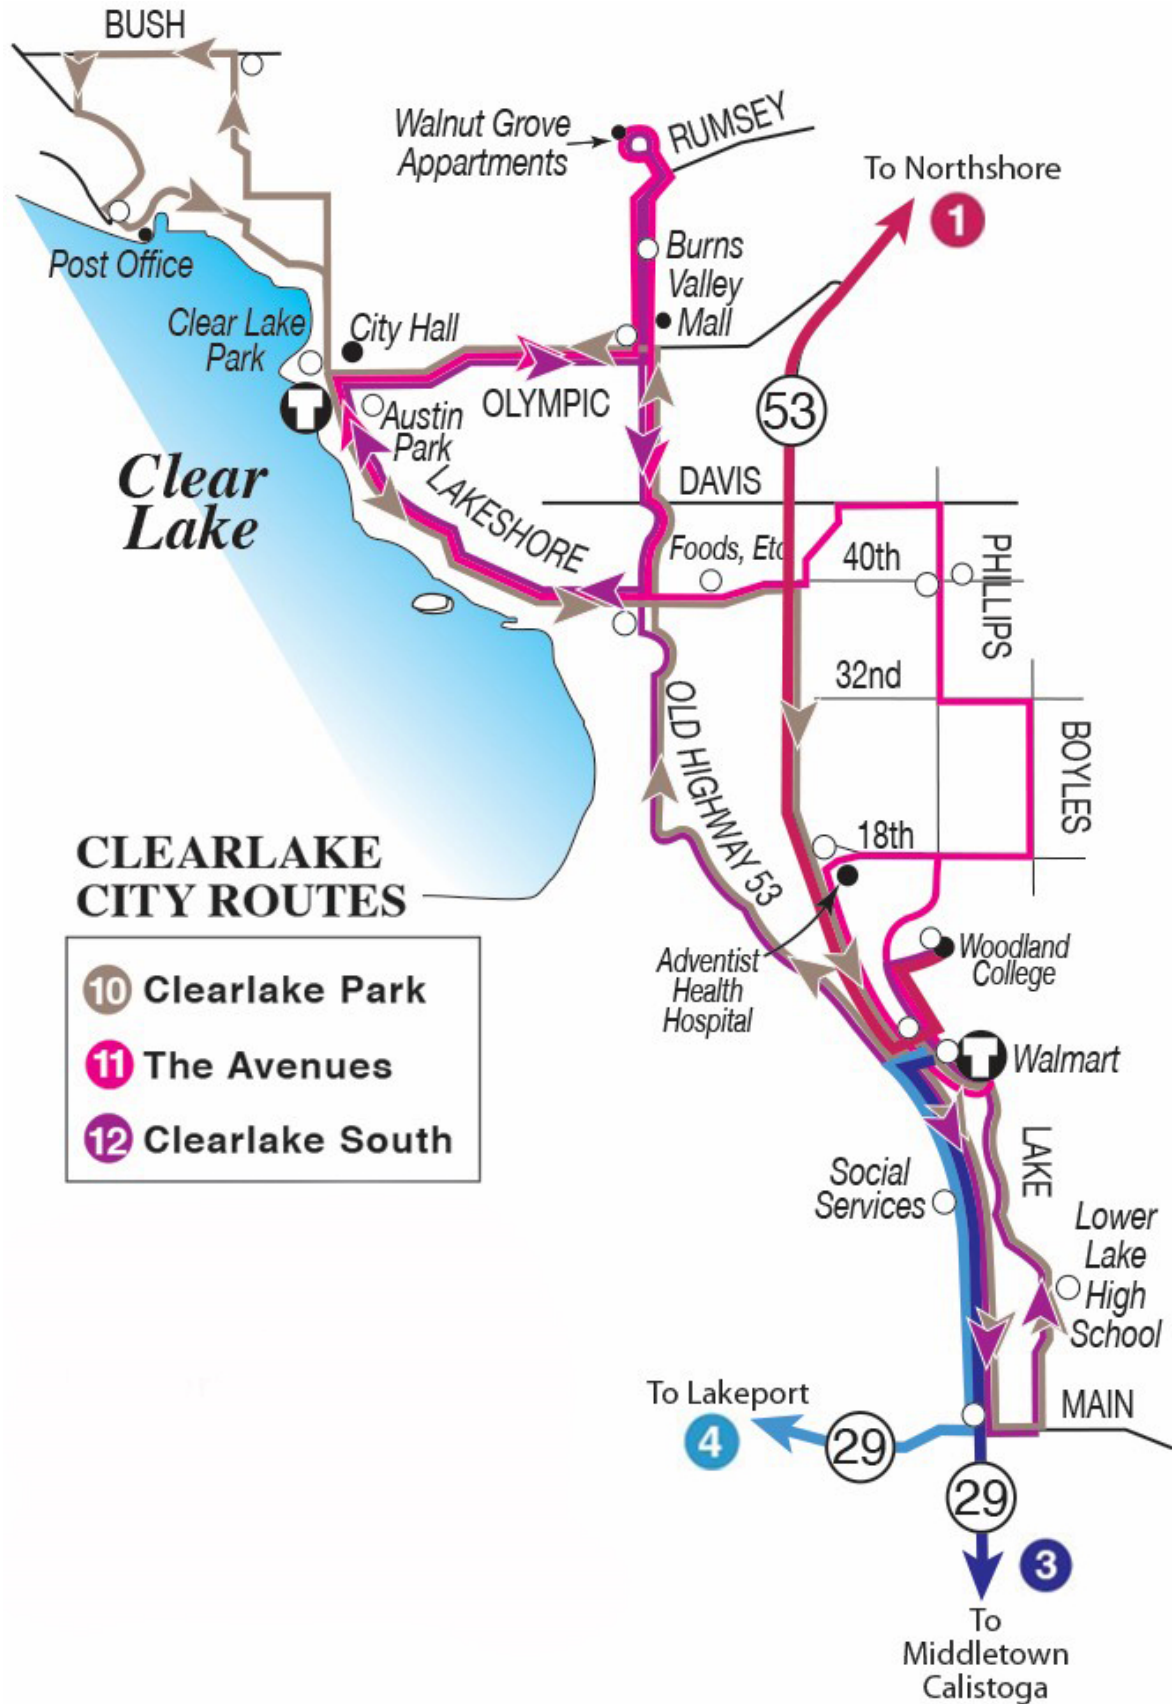 BUSH
Walnut Grove
Appartments
RUMSEY
To Northshore
1
Post Office
Burns
Valley
Mall
Clear Lake
Park
City Hall
T
Austin
Park
OLYMPIC
53
Clear
Lake
LAKESHORE
DAVIS
Foods, Etc
40th
PHILLIPS
32nd
OLD HIGHWAY 53
BOYLES
18th
CLEARLAKE
CITY ROUTES
10 Clearlake Park
11 The Avenues
12 Clearlake South
Adventist
Health
Hospital
Woodland
College
T
Walmart
LAKE
Social
Services
Lower
Lake
High
School
To Lakeport
4
29
MAIN
29
3
To
Middletown
Calistoga